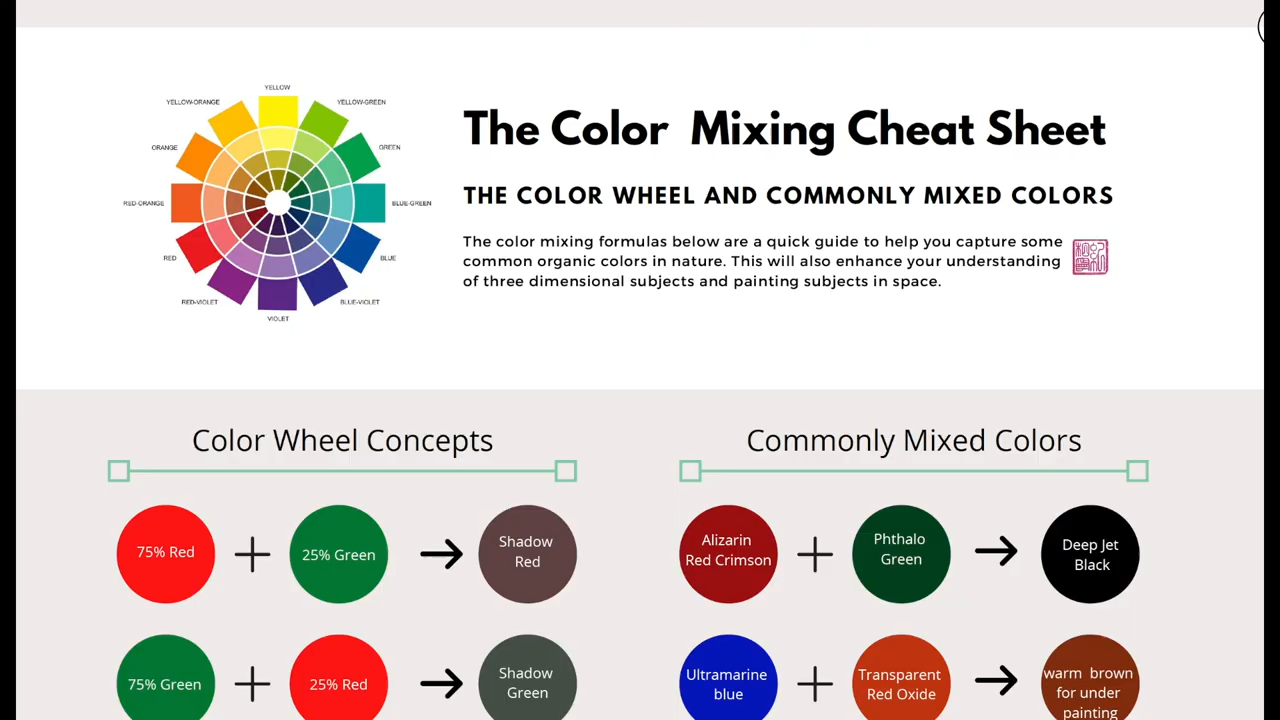 YELLOW
YELLOW-ORANGE
YELLOW-GREEN
ORANGE
GREEN
RED-ORANGE
BLUE-GREEN
RED
BLUE
RED-VIOLET
BLUE-VIOLET
VIOLET
The Color Mixing Cheat Sheet
THE COLOR WHEEL AND COMMONLY MIXED COLORS
The color mixing formulas below are a quick guide to help you capture some
common organic colors in nature. This will also enhance your understanding
of three dimensional subjects and painting subjects in space.
Color Wheel Concepts
75% Red
+
25% Green
→
Shadow
Red
75% Green
+
25% Red
→
Shadow
Green
Commonly Mixed Colors
Alizarin
Red Crimson
+
Phthalo
Green
→
Deep Jet
Black
Ultramarine
blue
+
Transparent
Red Oxide
→
warm brown
for under
painting